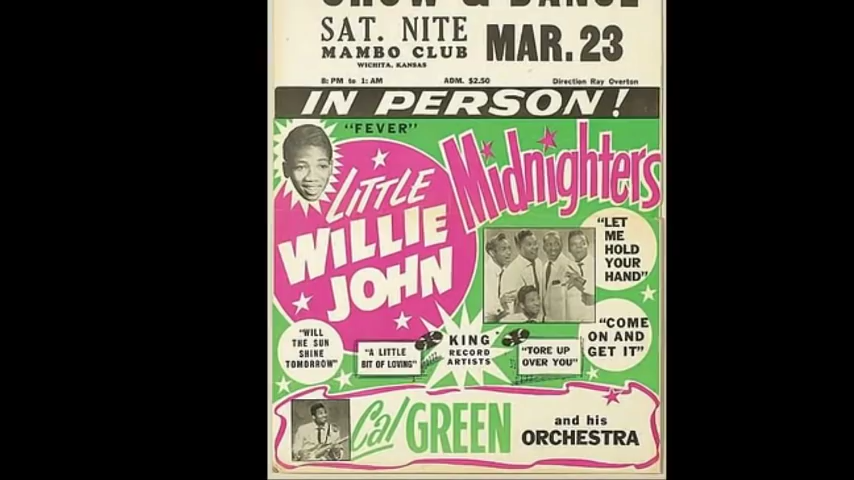 SHOW & DANCE
SAT. NITE
MAMBO CLUB
WICHITA, KANSAS
MAR. 23
8: PM to 1: AM ADM. $2.50 Direction Ray Overton
IN PERSON!
"FEVER"
LITTLE
WILLIE
JOHN
Midnighters
"LET
ME
HOLD
YOUR
HAND"
"COME
ON AND
GET IT"
"WILL
THE SUN
SHINE
TOMORROW"
"A LITTLE
BIT OF LOVING"
KING
RECORD
ARTISTS
"TORE UP
OVER YOU"
Cal GREEN
and his
ORCHESTRA